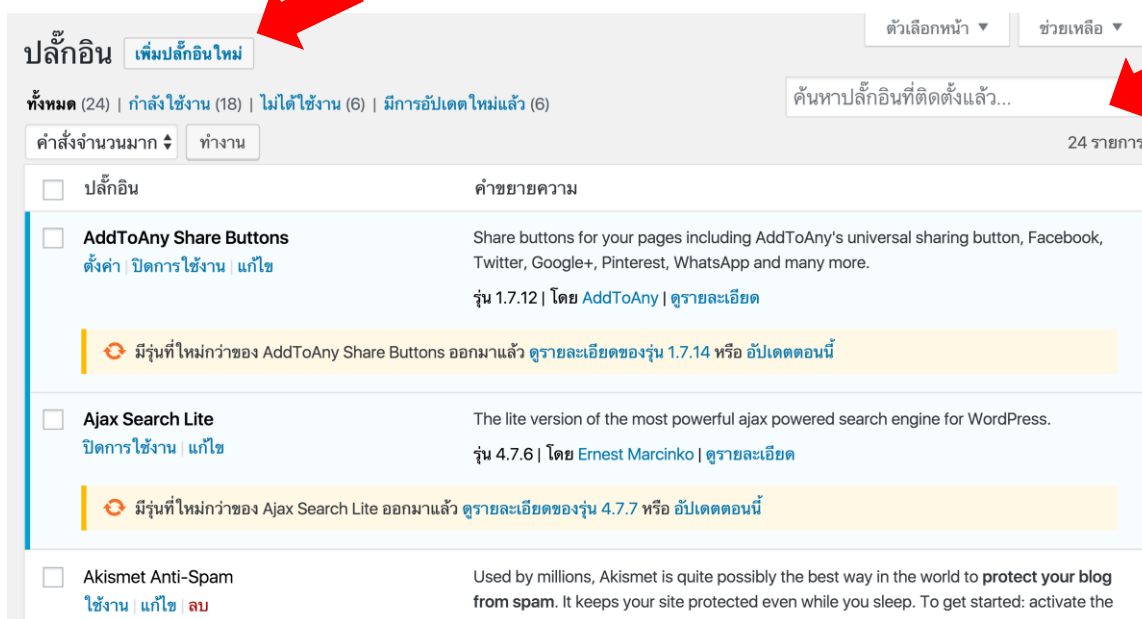 ตัวเลือกหน้า ▼ ช่วยเหลือ ▼
ปลั๊กอิน เพิ่มปลั๊กอินใหม่
ทั้งหมด (24) | กำลังใช้งาน (18) | ไม่ได้ใช้งาน (6) | มีการอัปเดตใหม่แล้ว (6)
ค้นหาปลั๊กอินที่ติดตั้งแล้ว...
คำสั่งจำนวนมาก ทำงาน
24 รายการ
ปลั๊กอิน คำขยายความ
AddToAny Share Buttons
ตั้งค่า | ปิดการใช้งาน | แก้ไข
Share buttons for your pages including AddToAny's universal sharing button, Facebook,
Twitter, Google+, Pinterest, WhatsApp and many more.
รุ่น 1.7.12 | โดย AddToAny | ดูรายละเอียด
มีรุ่นที่ใหม่กว่าของ AddToAny Share Buttons ออกมาแล้ว ดูรายละเอียดของรุ่น 1.7.14 หรือ อัปเดตตอนนี้
Ajax Search Lite
ปิดการใช้งาน | แก้ไข
The lite version of the most powerful ajax powered search engine for WordPress.
รุ่น 4.7.6 | โดย Ernest Marcinko | ดูรายละเอียด
มีรุ่นที่ใหม่กว่าของ Ajax Search Lite ออกมาแล้ว ดูรายละเอียดของรุ่น 4.7.7 หรือ อัปเดตตอนนี้
Akismet Anti-Spam
ใช้งาน | แก้ไข | ลบ
Used by millions, Akismet is quite possibly the best way in the world to protect your blog
from spam. It keeps your site protected even while you sleep. To get started: activate the